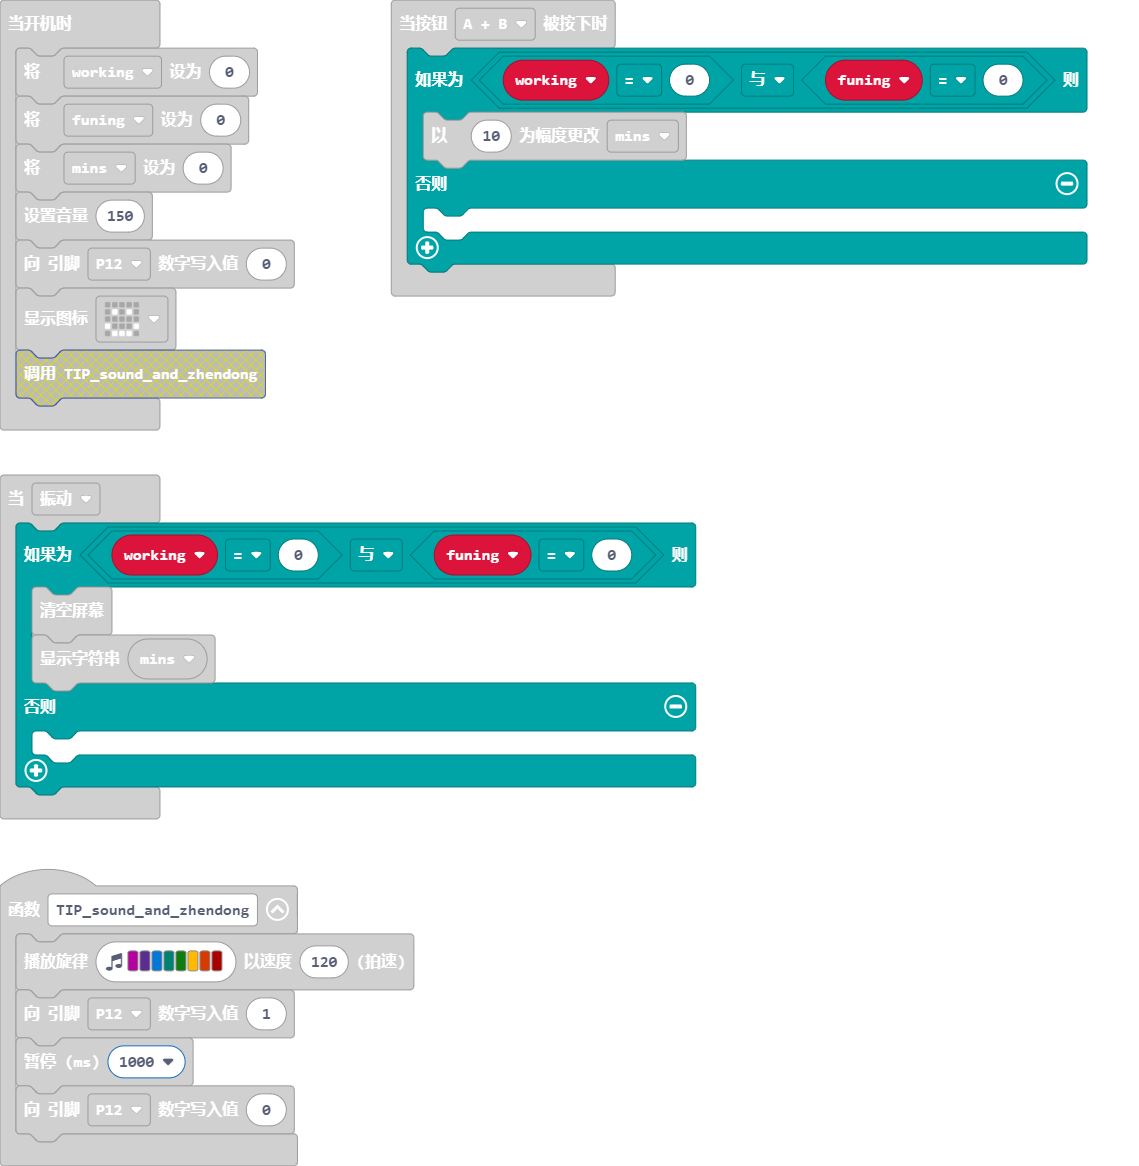 当开机时
将 working 设为 0
将 funing 设为 0
将 mins 设为 0
设置音量 150
向 引脚 P12 数字写入值 0
显示图标
调用 TIP_sound_and_zhendong
当按钮 A + B 被按下时
如果为 working = 0 与 funing = 0 则
以 10 为幅度更改 mins
否则
当 振动
如果为 working = 0 与 funing = 0 则
清空屏幕
显示字符串 mins
否则
函数 TIP_sound_and_zhendong
播放旋律 以速度 120 (拍速)
向 引脚 P12 数字写入值 1
暂停 (ms) 1000
向 引脚 P12 数字写入值 0